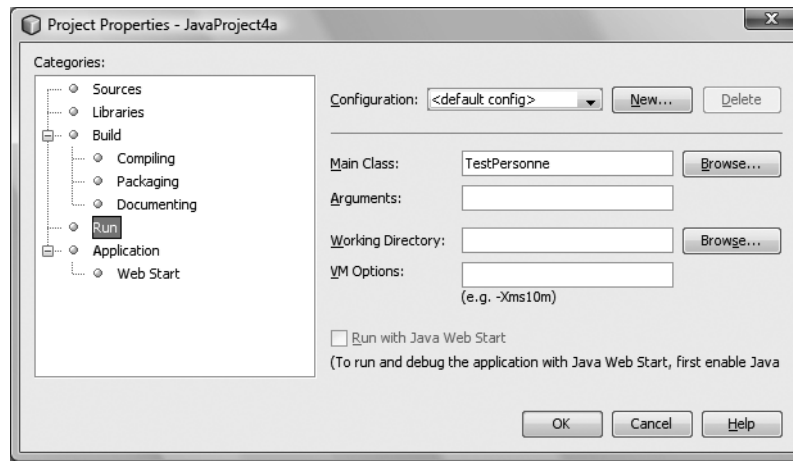 Project Properties - JavaProject4a
Categories:
Sources
Libraries
Build
Compiling
Packaging
Documenting
Run
Application
Web Start
Configuration: <default config> New... Delete
Main Class: TestPersonne Browse...
Arguments:
Working Directory: Browse...
VM Options:
(e.g. -Xms10m)
Run with Java Web Start
(To run and debug the application with Java Web Start, first enable Java
OK Cancel Help